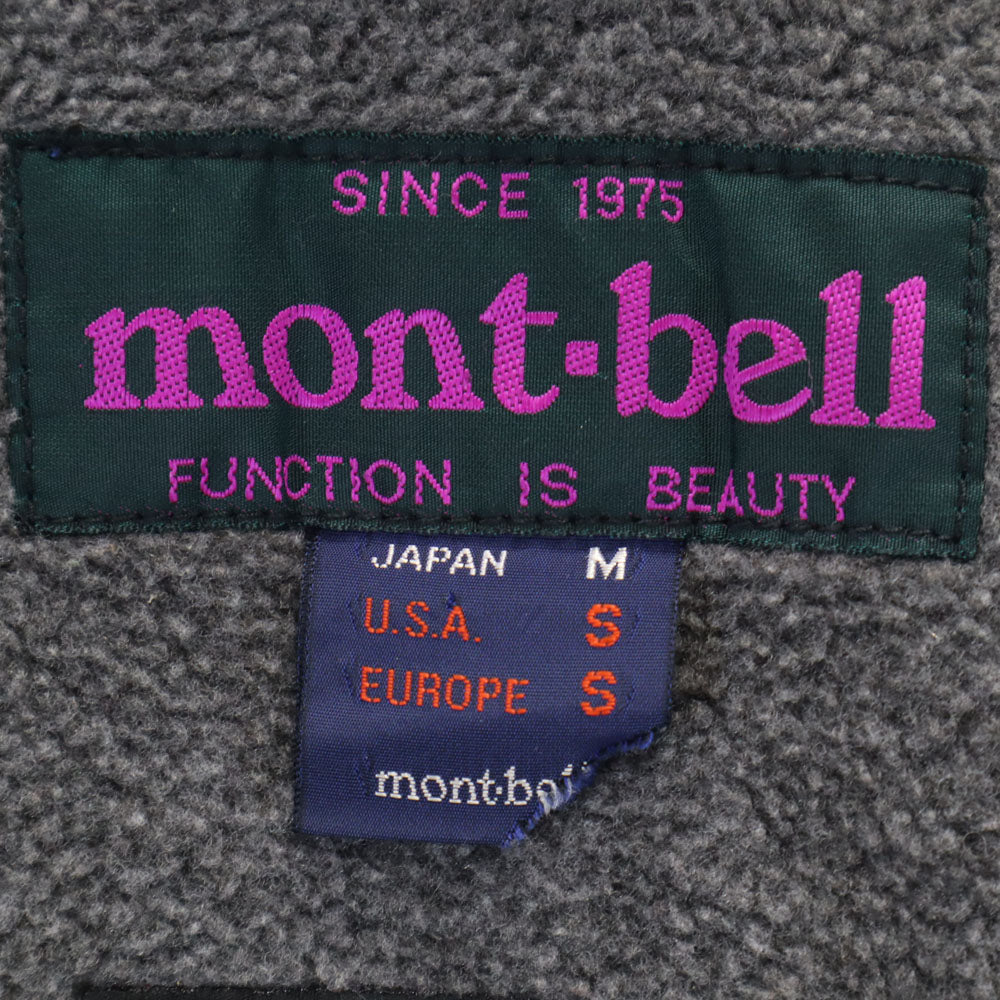 SINCE 1975
mont·bell
FUNCTION IS BEAUTY
JAPAN M
U.S.A. S
EUROPE S